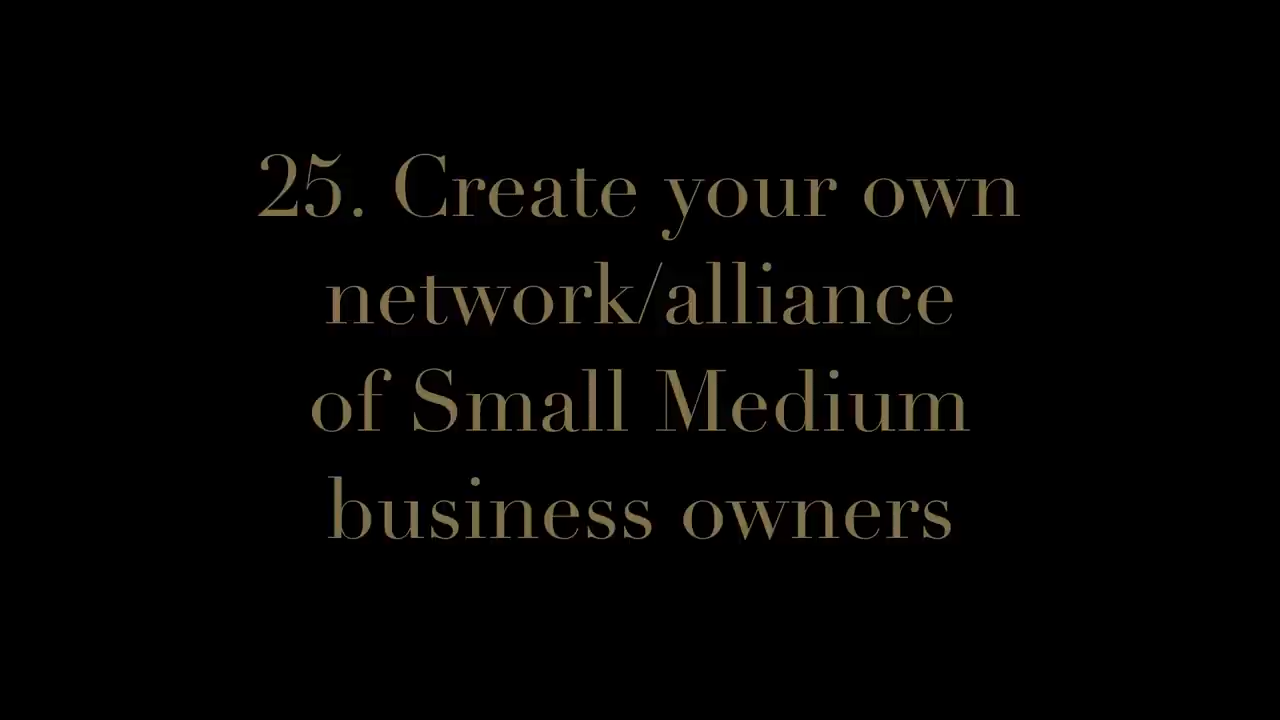 25. Create your own
network/alliance
of Small Medium
business owners